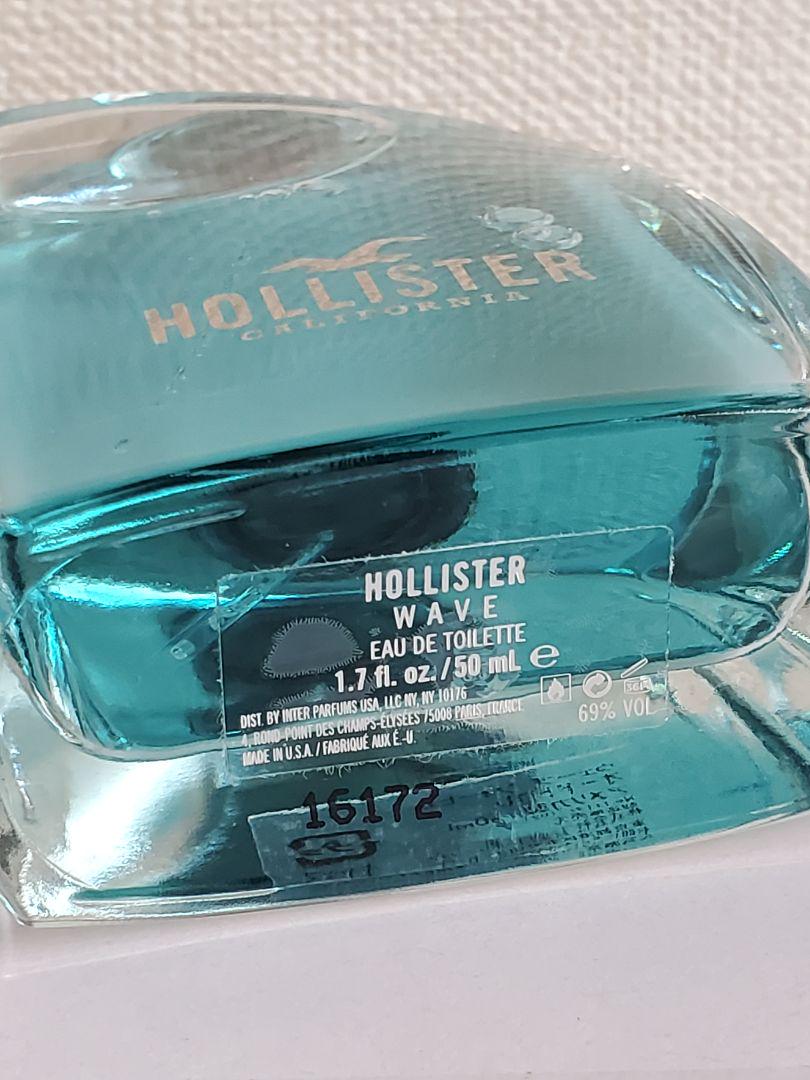 HOLLISTER
CALIFORNIA
HOLLISTER
WAVE
EAU DE TOILETTE
1.7 fl. oz./50 mL ℮
DIST. BY INTER PARFUMS USA, LLC NY, NY 10176
4, ROND-POINT DES CHAMPS-ÉLYSÉES 75008 PARIS, FRANCE
MADE IN U.S.A. / FABRIQUÉ AUX É.-U.
69% VOL
16172